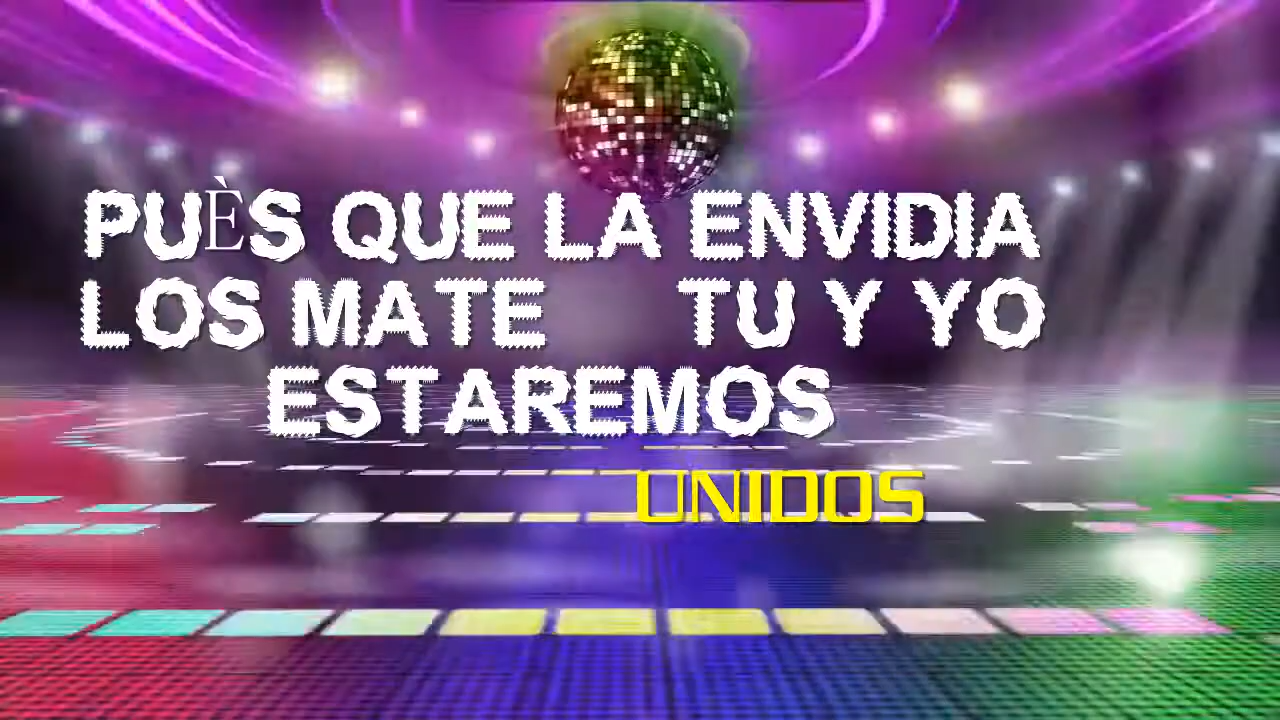 PUÈS QUE LA ENVIDIA
LOS MATE TU Y YO
ESTAREMOS
UNIDOS